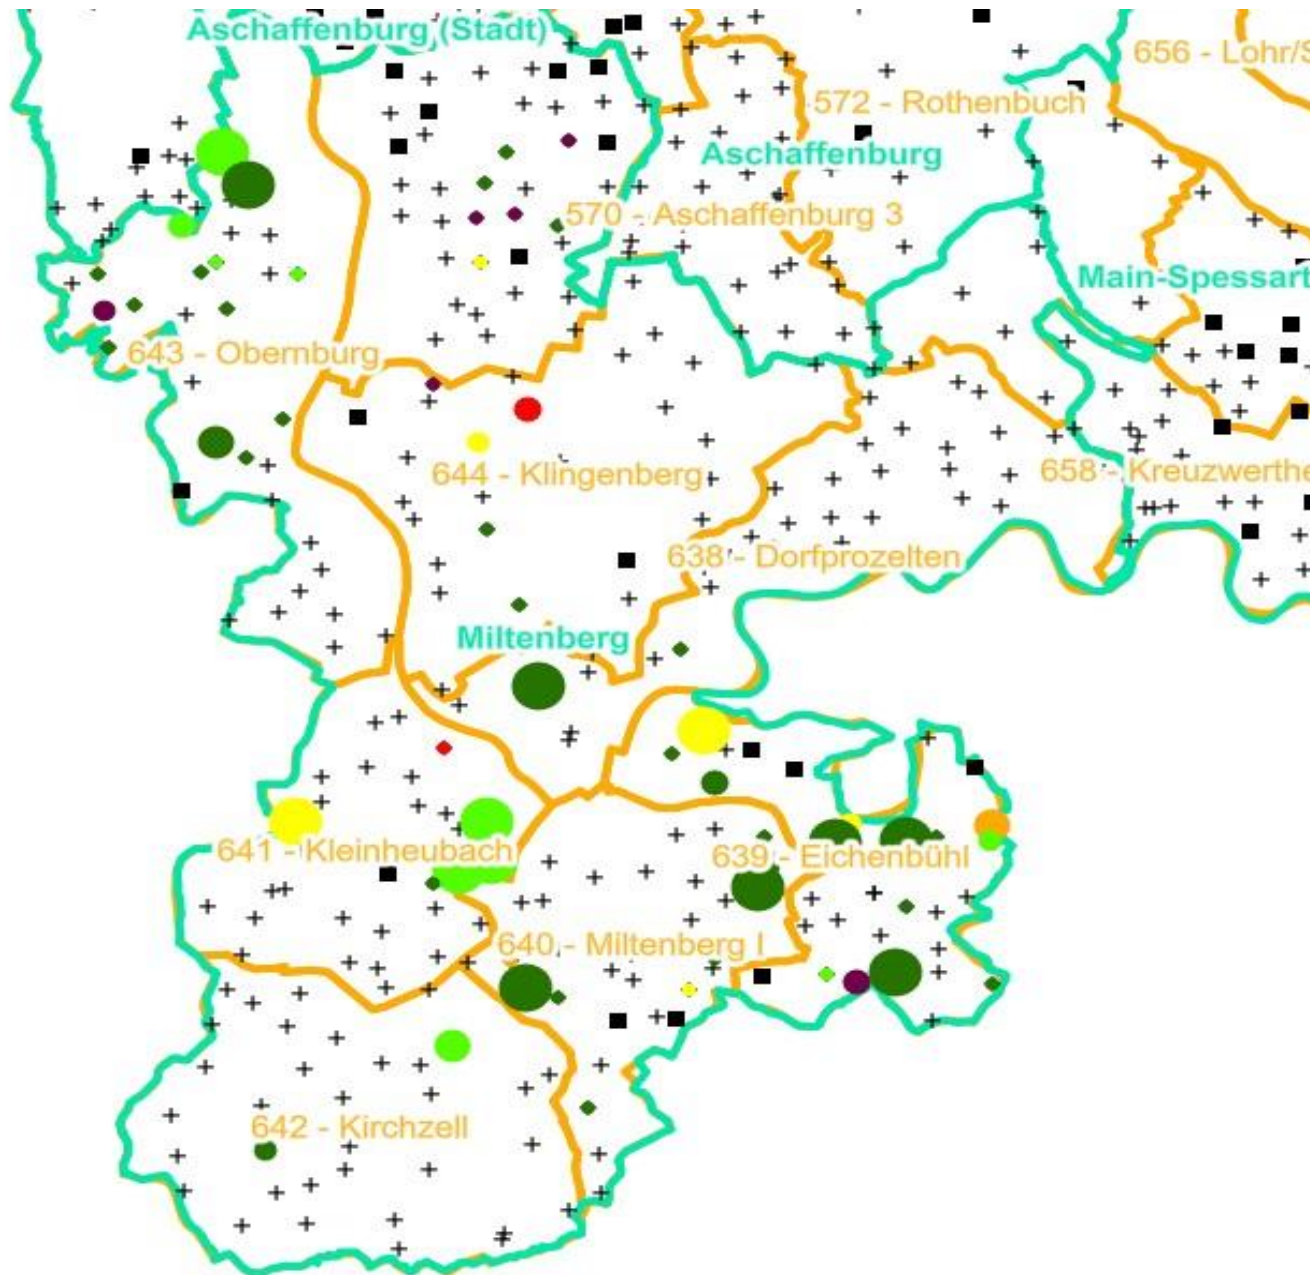 Aschaffenburg (Stadt)
656 - Lohr/S
572 - Rothenbuch
Aschaffenburg
570 - Aschaffenburg 3
Main-Spessart
643 - Obernburg
644 - Klingenberg
658 - Kreuzwerthe
638 - Dorfprozelten
Miltenberg
641 - Kleinheubach
639 - Eichenbühl
640 - Miltenberg I
642 - Kirchzell